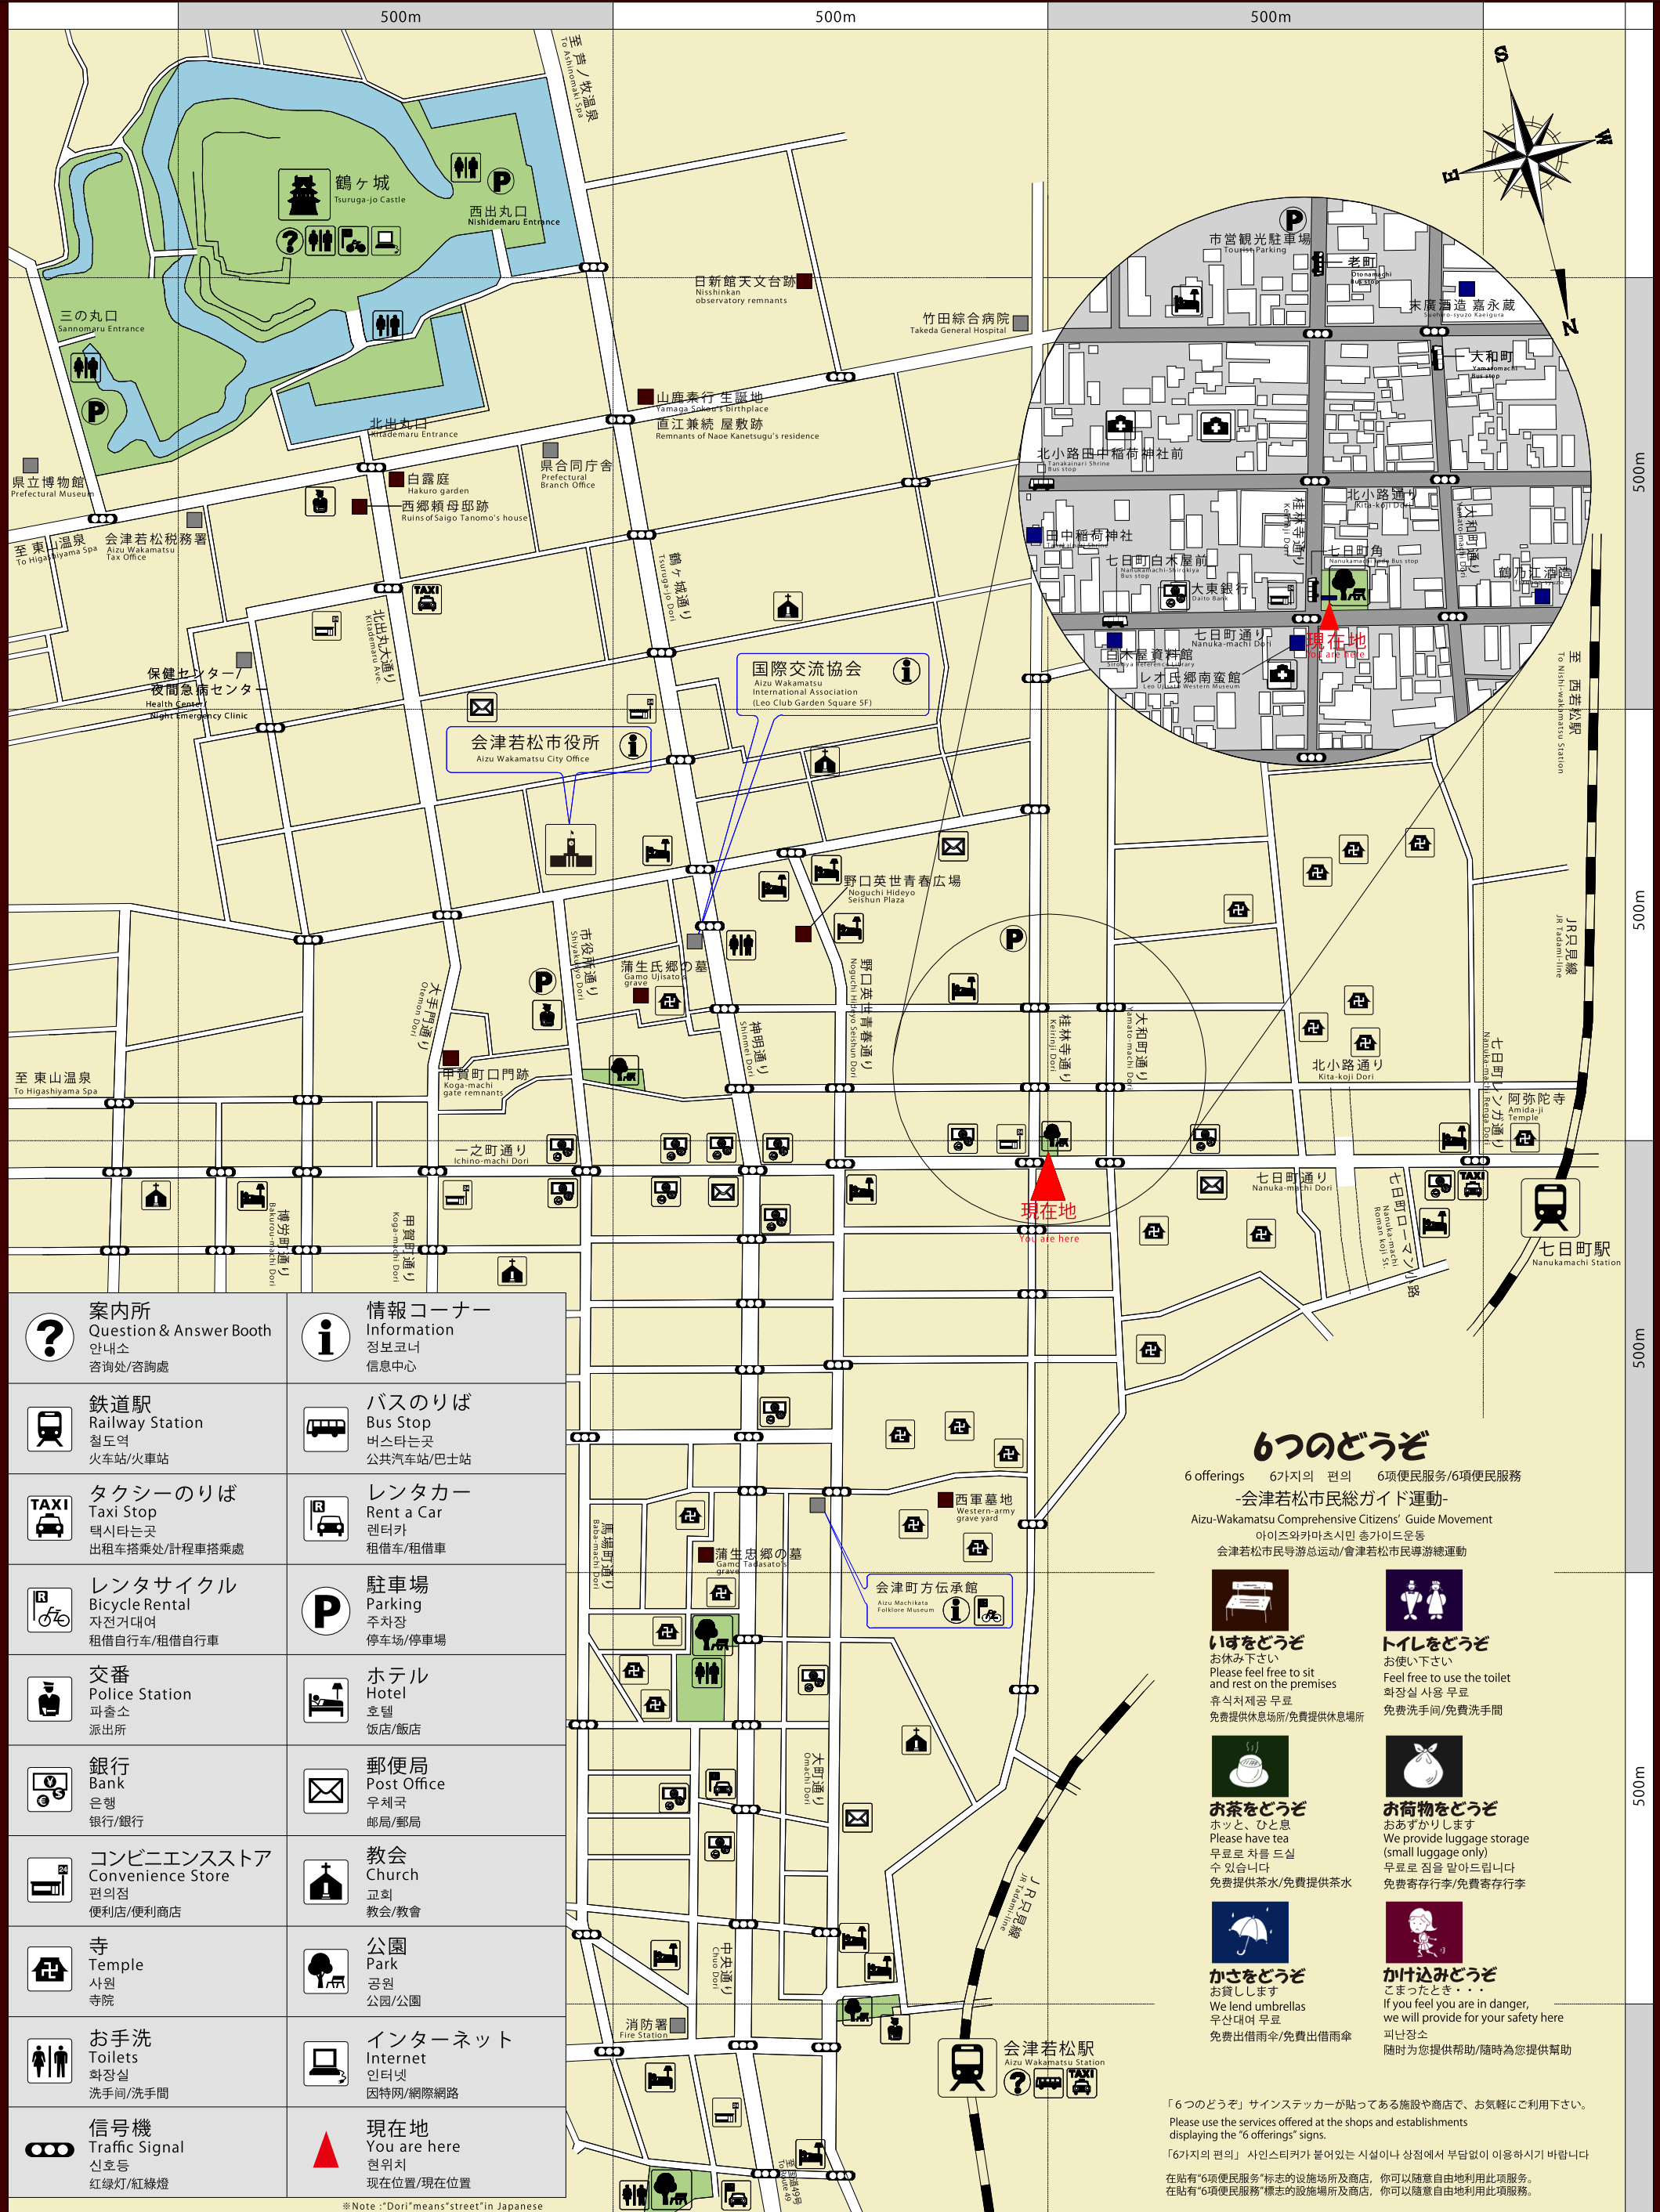 500m
500m
500m
至 芦ノ牧温泉
To Ashinomaki Spa
S
W
E
N
鶴ヶ城
Tsuruga-jo Castle
西出丸口
Nishidemaru Entrance
三の丸口
Sannomaru Entrance
北出丸口
Kitademaru Entrance
日新館天文台跡
Nisshinkan
observatory remnants
竹田綜合病院
Takeda General Hospital
山鹿素行 生誕地
Yamaga Sokou's birthplace
直江兼続 屋敷跡
Remnants of Naoe Kanetsugu's residence
県立博物館
Prefectural Museum
白露庭
Hakuro garden
西郷頼母邸跡
Ruins of Saigo Tanomo's house
県合同庁舎
Prefectural
Branch Office
至 東山温泉
To Higashiyama Spa
会津若松税務署
Aizu Wakamatsu
Tax Office
TAXI
北出丸大通り
Kitademaru Ave.
鶴ヶ城通り
Tsuruga-jo Dori
保健センター/
夜間急病センター
Health Center/
Night Emergency Clinic
国際交流協会
Aizu Wakamatsu
International Association
(Leo Club Garden Square 5F)
会津若松市役所
Aizu Wakamatsu City Office
市営観光駐車場
Tourist Parking
老町
Otonamachi
Bus stop
末廣酒造 嘉永蔵
大和町
Yamatomachi
Bus stop
北小路田中稲荷神社前
Tanakainari Shrine
Bus stop
北小路通り
Kita-koji Dori
桂林寺通り
Keirinji Dori
大和町通り
Yamato-machi Dori
田中稲荷神社
七日町白木屋前
Nanukamachi-Shirokiya
Bus stop
大東銀行
Daito Bank
七日町角
鶴乃江酒造
七日町通り
Nanuka-machi Dori
現在地
You are here
白木屋資料館
レオ氏郷南蛮館
500m
500m
500m
500m
至 西若松駅
To Nishi-wakamatsu Station
JR只見線
JR Tadami-line
野口英世青春広場
Noguchi Hideyo
Seishun Plaza
市役所通り
Shiyakusyo Dori
蒲生氏郷の墓
Gamo Ujisato's
grave
大手門通り
Otemon Dori
神明通り
Shinmei Dori
野口英世青春通り
Noguchi Hideyo Seishun Dori
桂林寺通り
Keirinji Dori
大和町通り
Yamato-machi Dori
北小路通り
Kita-koji Dori
七日町レンガ通り
Nanuka-machi Renga Dori
阿弥陀寺
Amida-ji
Temple
至 東山温泉
To Higashiyama Spa
甲賀町口門跡
Koga-machi
gate remnants
一之町通り
Ichino-machi Dori
博労町通り
Bakurou-machi Dori
甲賀町通り
Koga-machi Dori
現在地
You are here
七日町通り
Nanuka-machi Dori
七日町ローマン小路
Nanuka-machi
Roman koji St.
TAXI
七日町駅
Nanukamachi Station
案内所
Question & Answer Booth
안내소
咨询处/咨詢處
情報コーナー
Information
정보코너
信息中心
鉄道駅
Railway Station
철도역
火车站/火車站
バスのりば
Bus Stop
버스타는곳
公共汽车站/巴士站
TAXI
タクシーのりば
Taxi Stop
택시타는곳
出租车搭乘处/計程車搭乘處
レンタカー
Rent a Car
렌터카
租借车/租借車
レンタサイクル
Bicycle Rental
자전거대여
租借自行车/租借自行車
駐車場
Parking
주차장
停车场/停車場
交番
Police Station
파출소
派出所
ホテル
Hotel
호텔
饭店/飯店
銀行
Bank
은행
银行/銀行
郵便局
Post Office
우체국
邮局/郵局
コンビニエンスストア
Convenience Store
편의점
便利店/便利商店
教会
Church
교회
教会/教會
寺
Temple
사원
寺院
公園
Park
공원
公园/公園
お手洗
Toilets
화장실
洗手间/洗手間
インターネット
Internet
인터넷
因特网/網際網路
信号機
Traffic Signal
신호등
红绿灯/紅綠燈
現在地
You are here
현위치
现在位置/現在位置
※Note :"Dori"means"street"in Japanese
馬場町通り
Baba-machi Dori
西軍墓地
Western-army
grave yard
蒲生忠郷の墓
Gamo Tadasato's
grave
会津町方伝承館
Aizu Machikata
Folklore Museum
大町通り
Omachi Dori
中央通り
Chuo Dori
JR只見線
JR Tadami-line
消防署
Fire Station
会津若松駅
Aizu Wakamatsu Station
TAXI
至 国道49号
To Route 49
6つのどうぞ
6 offerings 6가지의 편의 6项便民服务/6項便民服務
-会津若松市民総ガイド運動-
Aizu-Wakamatsu Comprehensive Citizens' Guide Movement
아이즈와카마츠시민 총가이드운동
会津若松市民导游总运动/會津若松市民導游總運動
いすをどうぞ
お休み下さい
Please feel free to sit
and rest on the premises
휴식처제공 무료
免费提供休息场所/免費提供休息場所
トイレをどうぞ
お使い下さい
Feel free to use the toilet
화장실 사용 무료
免费洗手间/免費洗手間
お茶をどうぞ
ホッと、ひと息
Please have tea
무료로 차를 드실
수 있습니다
免费提供茶水/免費提供茶水
お荷物をどうぞ
おあずかりします
We provide luggage storage
(small luggage only)
무료로 짐을 맡아드립니다
免费寄存行李/免費寄存行李
かさをどうぞ
お貸しします
We lend umbrellas
우산대여 무료
免费出借雨伞/免費出借雨傘
かけ込みどうぞ
こまったとき・・・
If you feel you are in danger,
we will provide for your safety here
피난장소
随时为您提供帮助/隨時為您提供幫助
「６つのどうぞ」サインステッカーが貼ってある施設や商店で、お気軽にご利用下さい。
Please use the services offered at the shops and establishments
displaying the "6 offerings" signs.
「6가지의 편의」 사인스티커가 붙어있는 시설이나 상점에서 부담없이 이용하시기 바랍니다
在贴有"6项便民服务"标志的设施场所及商店，你可以随意自由地利用此项服务。
在貼有"6項便民服務"標志的設施場所及商店，你可以隨意自由地利用此項服務。